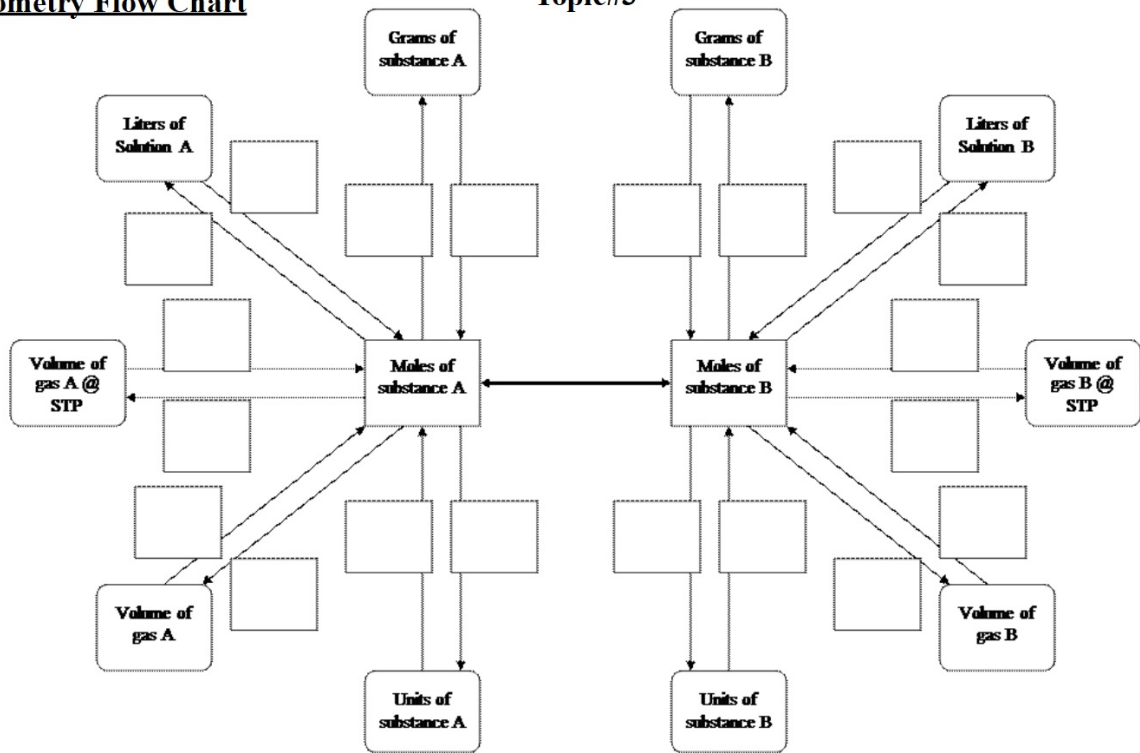 ometry Flow Chart
Topic#5
Grams of
substance A
Grams of
substance B
Liters of
Solution A
Liters of
Solution B
Volume of
gas A @
STP
Moles of
substance A
Moles of
substance B
Volume of
gas B @
STP
Volume of
gas A
Volume of
gas B
Units of
substance A
Units of
substance B